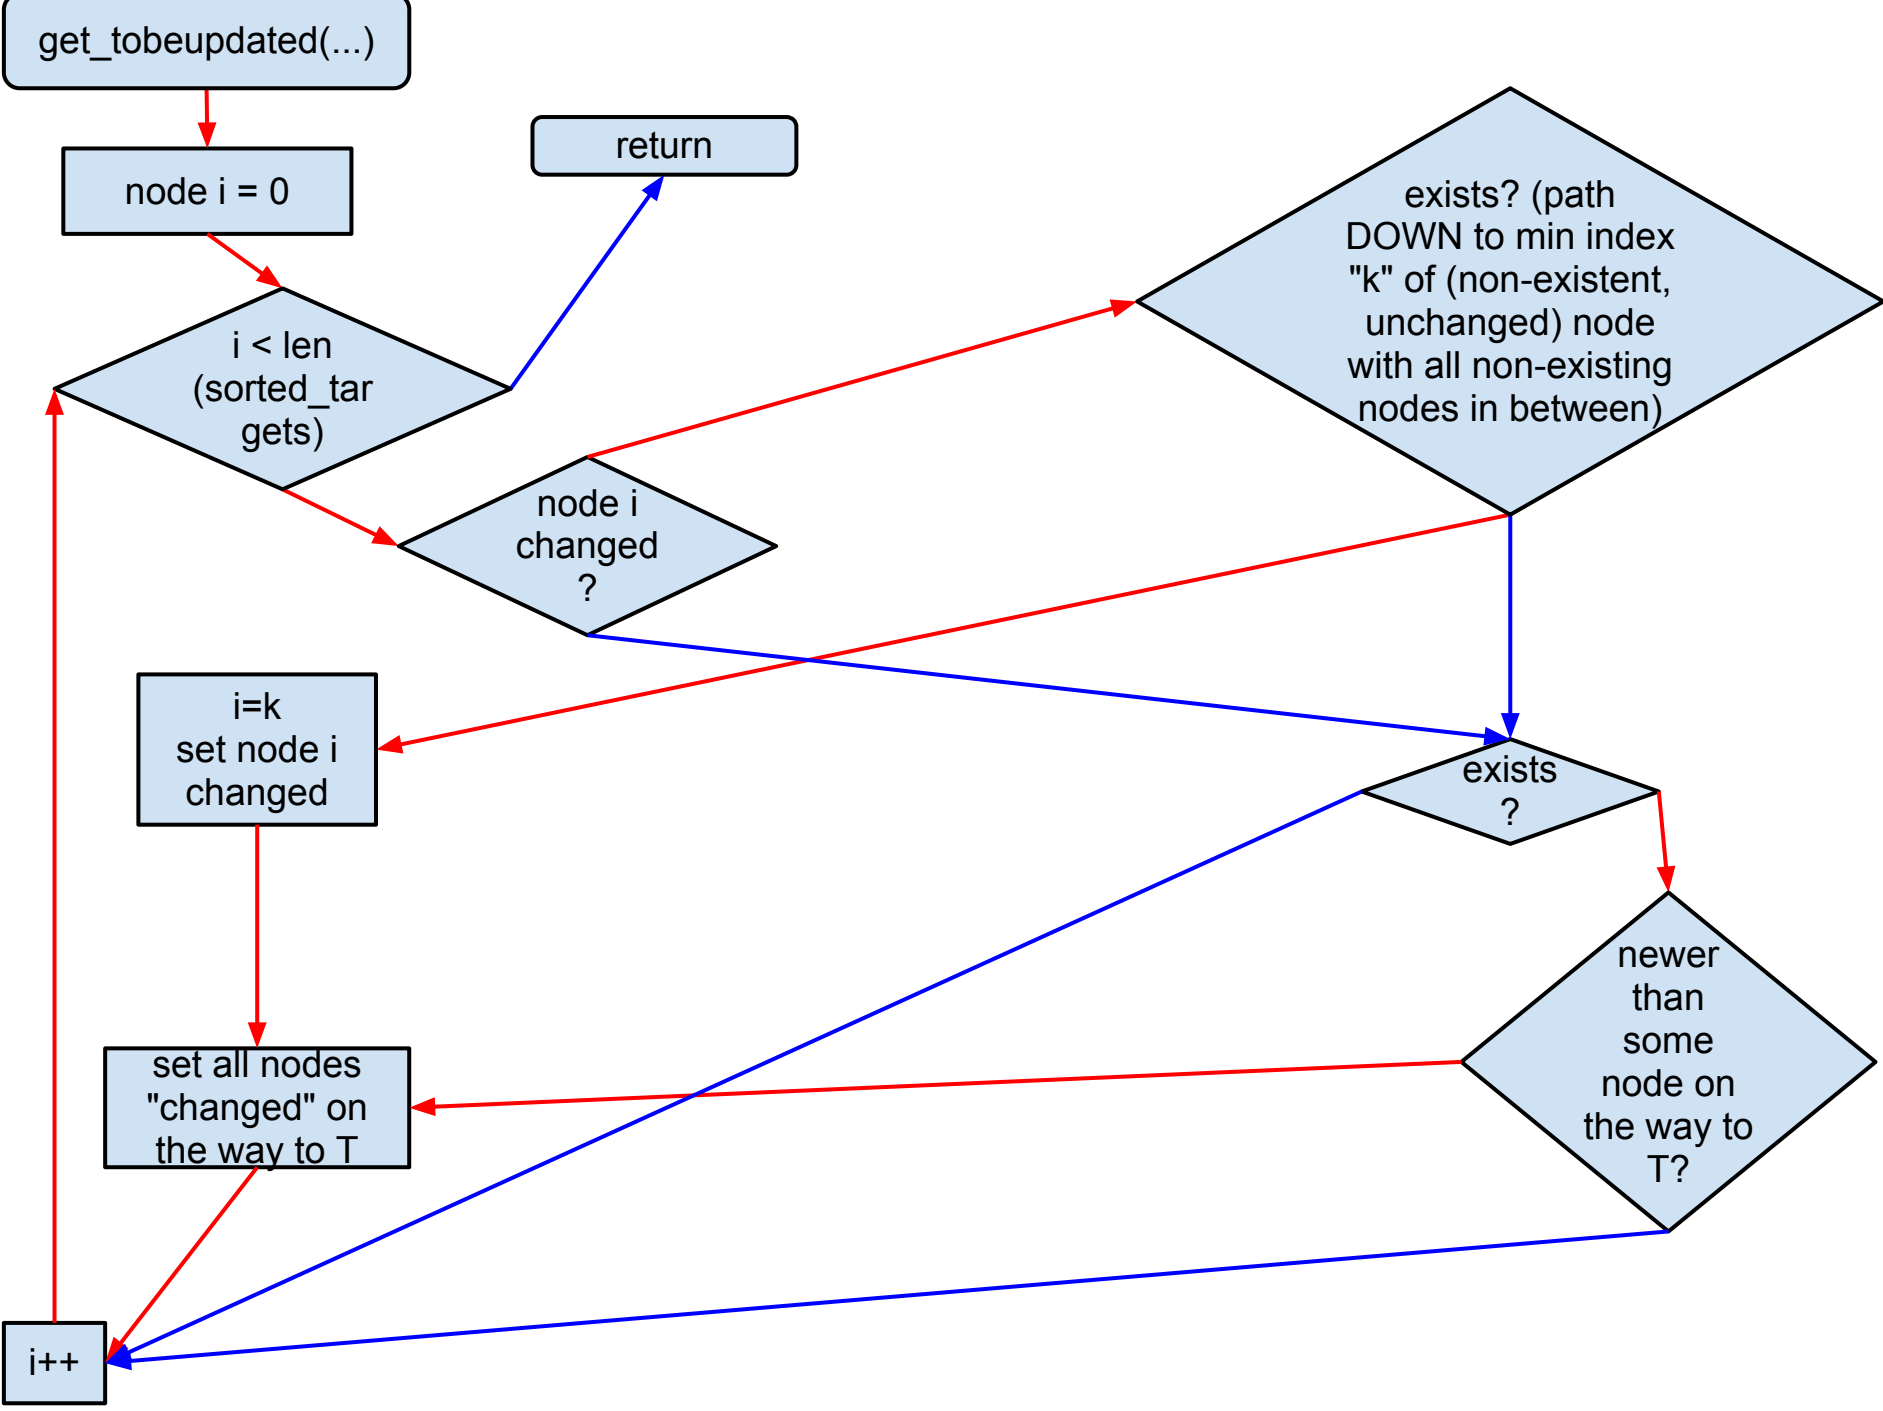 get_tobeupdated(...)
node i = 0
return
i < len
(sorted_tar
gets)
exists? (path
DOWN to min index
"k" of (non-existent,
unchanged) node
with all non-existing
nodes in between)
node i
changed
?
i=k
set node i
changed
exists
?
newer
than
some
node on
the way to
T?
set all nodes
"changed" on
the way to T
i++